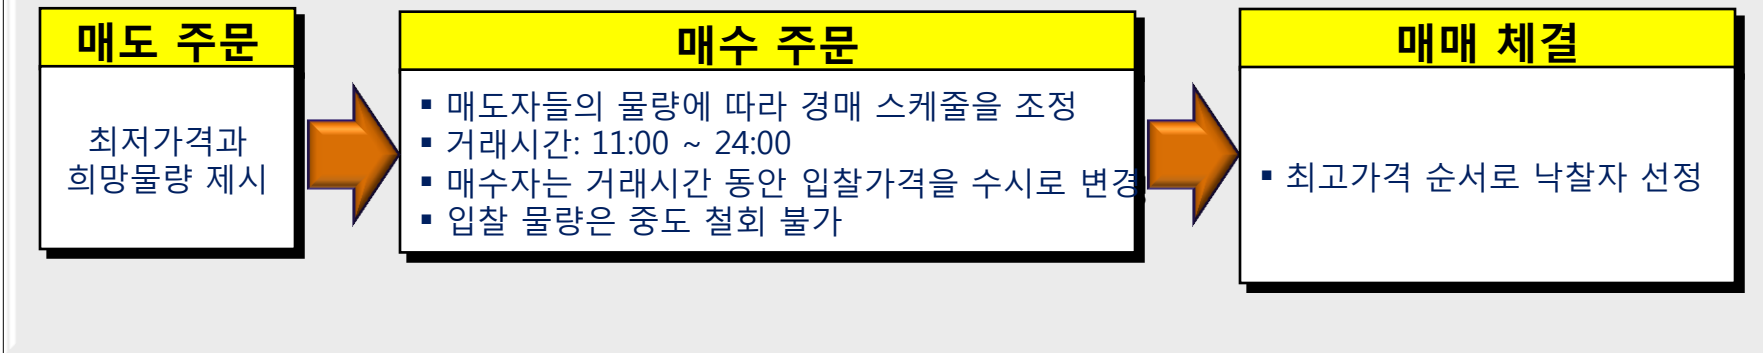 매도 주문
최저가격과
희망물량 제시
매수 주문
▪ 매도자들의 물량에 따라 경매 스케줄을 조정
▪ 거래시간: 11:00 ~ 24:00
▪ 매수자는 거래시간 동안 입찰가격을 수시로 변경
▪ 입찰 물량은 중도 철회 불가
매매 체결
▪ 최고가격 순서로 낙찰자 선정